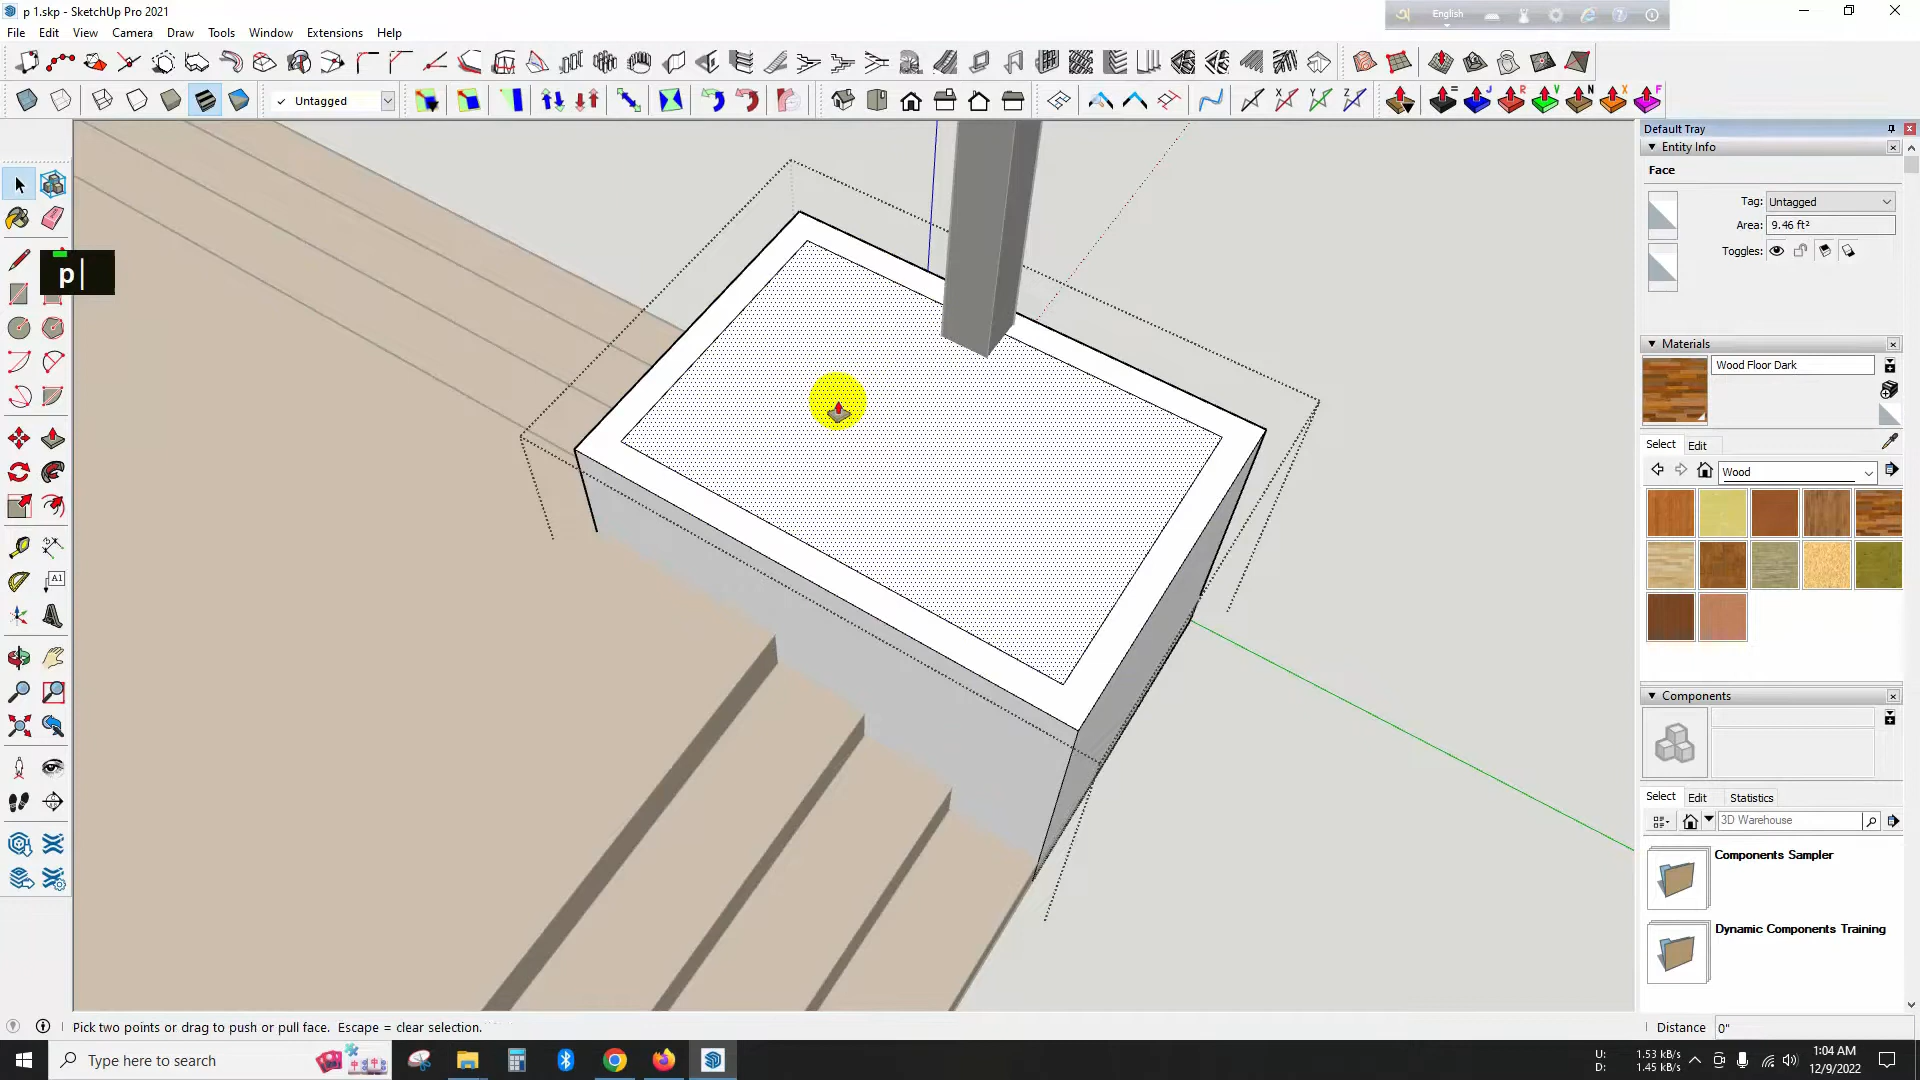 p 1.skp - SketchUp Pro 2021
English
File Edit View Camera Draw Tools Window Extensions Help
= J R V N X F
Untagged
X Y Z
Default Tray
Entity Info
Face
Tag: Untagged
Area: 9.46 ft²
Toggles:
p|
Materials
Wood Floor Dark
Select Edit
Wood
A1
Components
Select Edit Statistics
3D Warehouse
Components Sampler
Dynamic Components Training
Pick two points or drag to push or pull face. Escape = clear selection.
Distance 0"
Type here to search
U: 1.53 kB/s
D: 1.45 kB/s
1:04 AM
12/9/2022